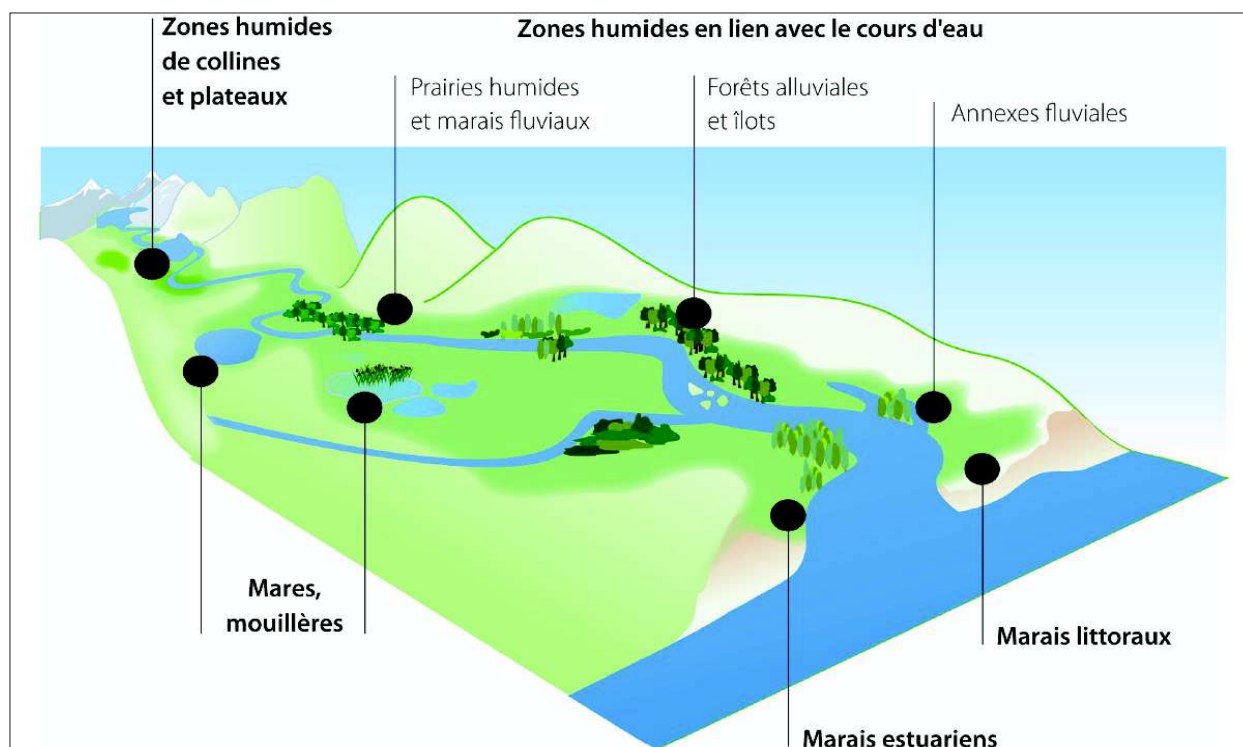 Zones humides
de collines
et plateaux
Zones humides en lien avec le cours d'eau
Prairies humides
et marais fluviaux
Forêts alluviales
et îlots
Annexes fluviales
Mares,
mouillères
Marais littoraux
Marais estuariens